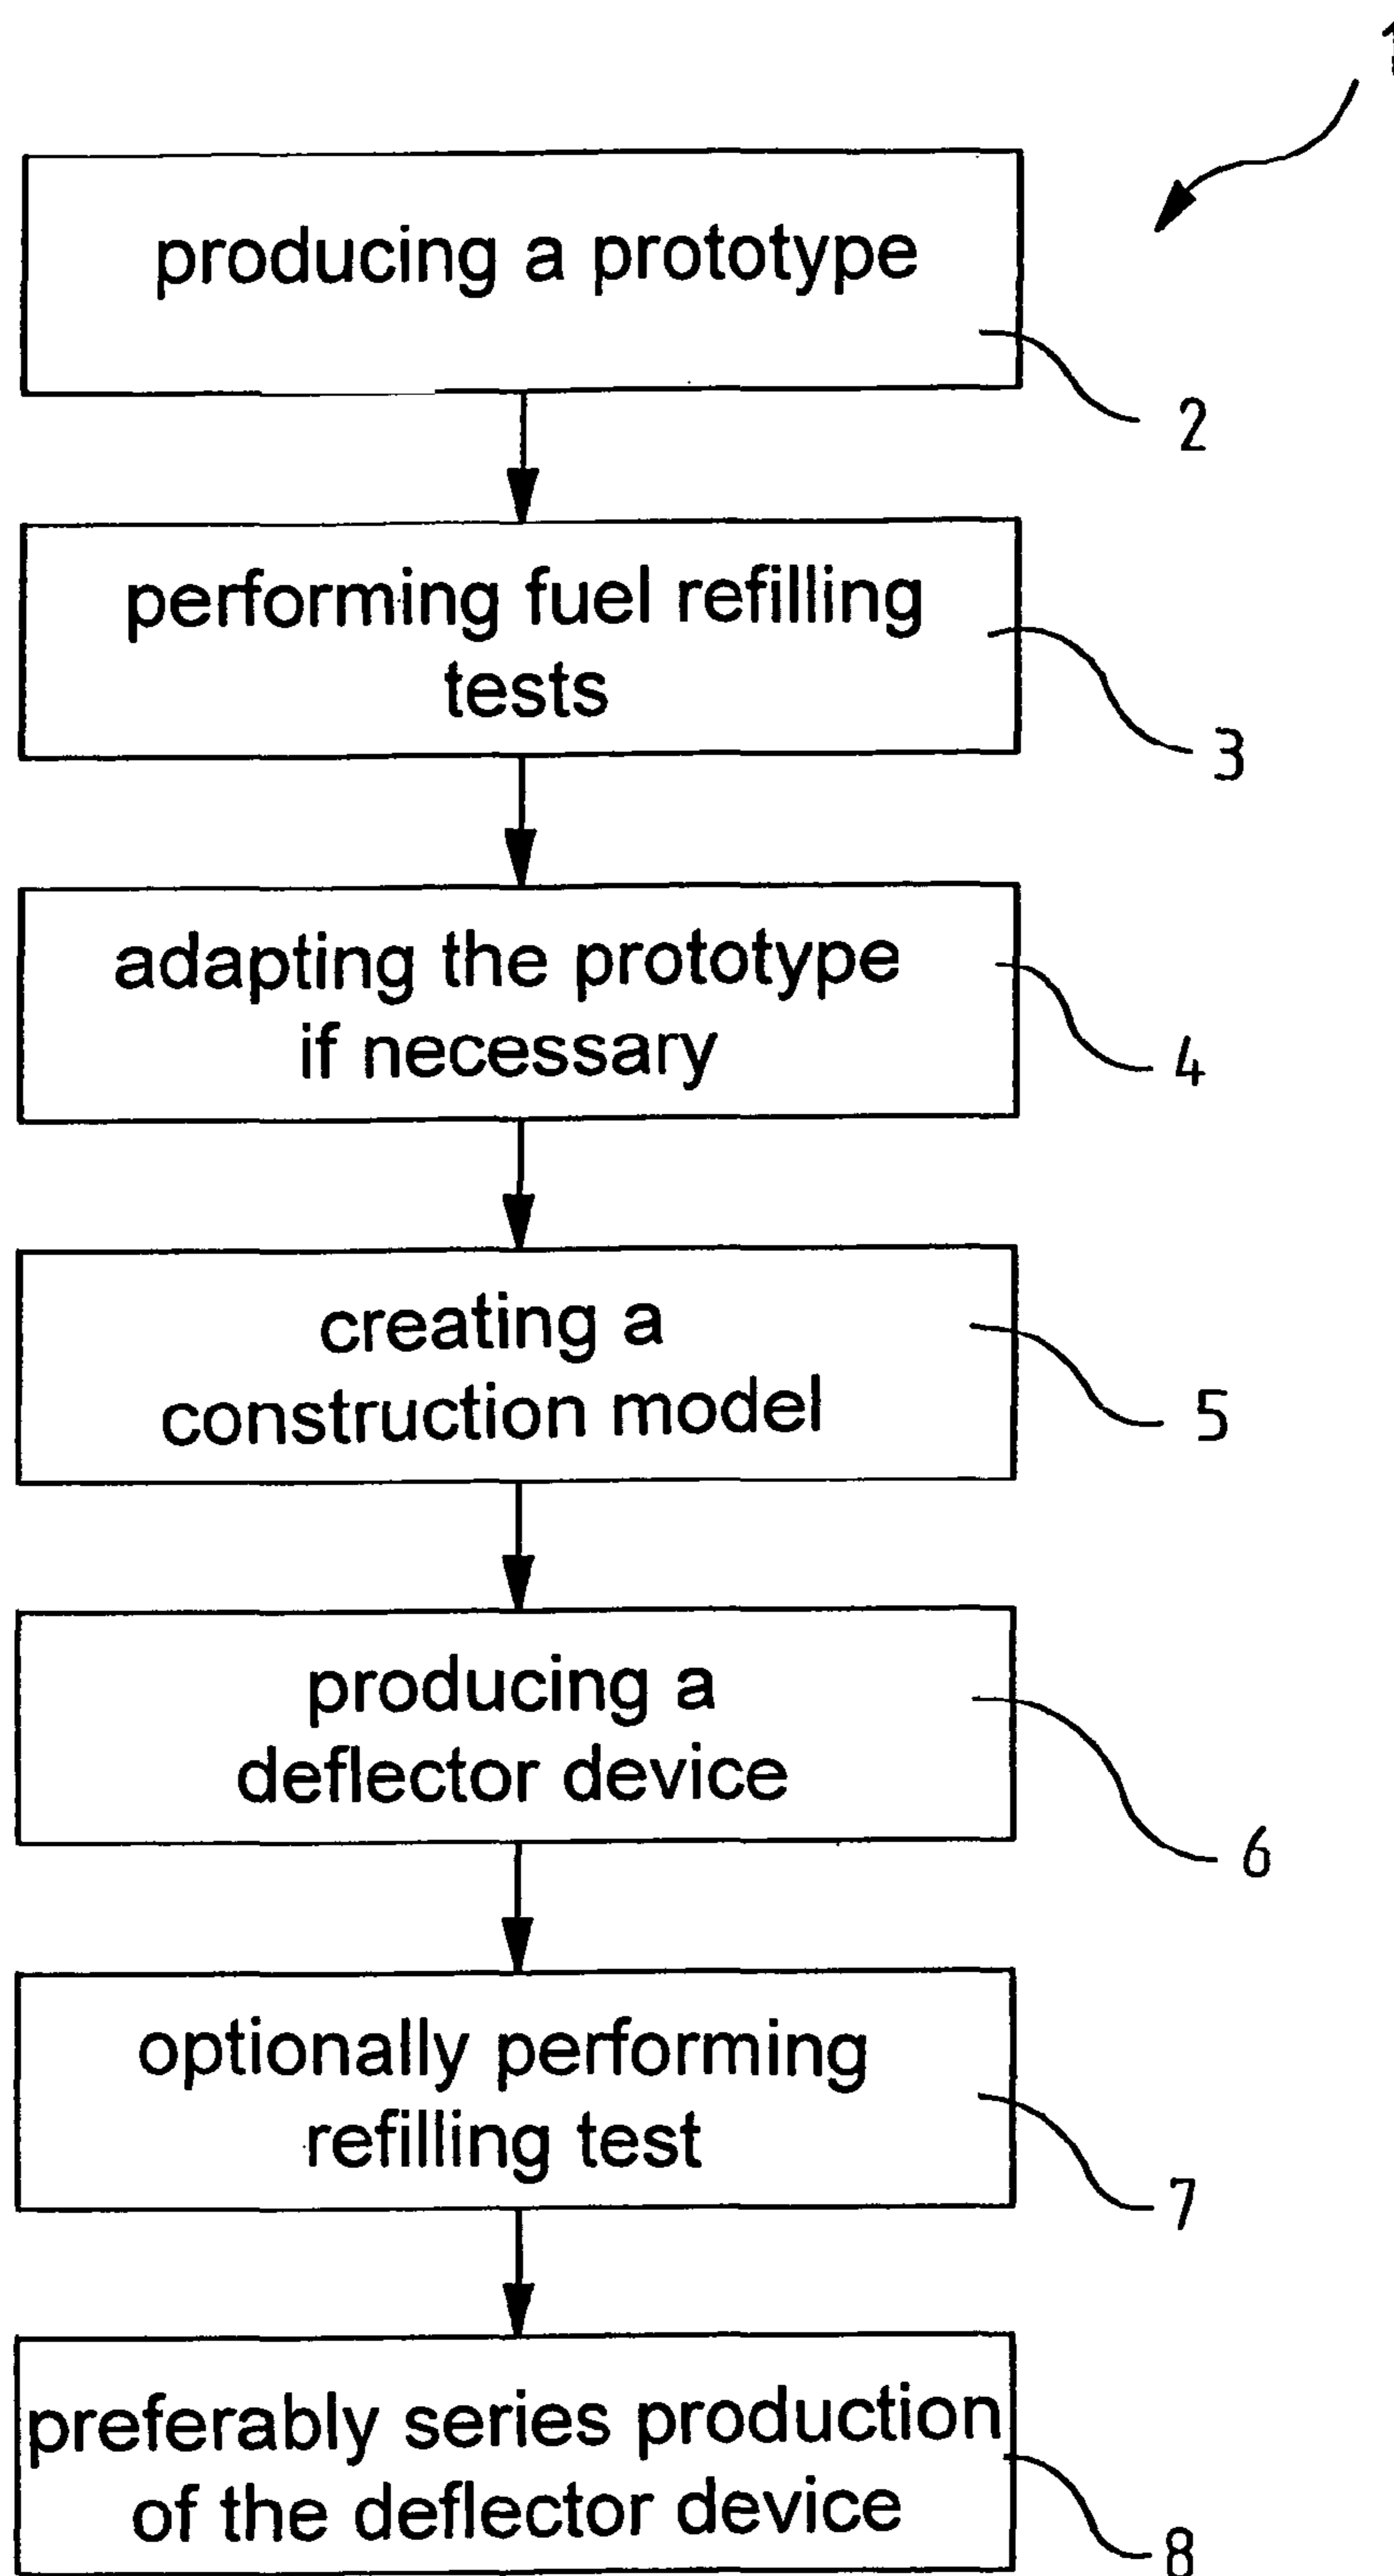 1
producing a prototype
2
performing fuel refilling
tests
3
adapting the prototype
if necessary
4
creating a
construction model
5
producing a
deflector device
6
optionally performing
refilling test
7
preferably series production
of the deflector device
8